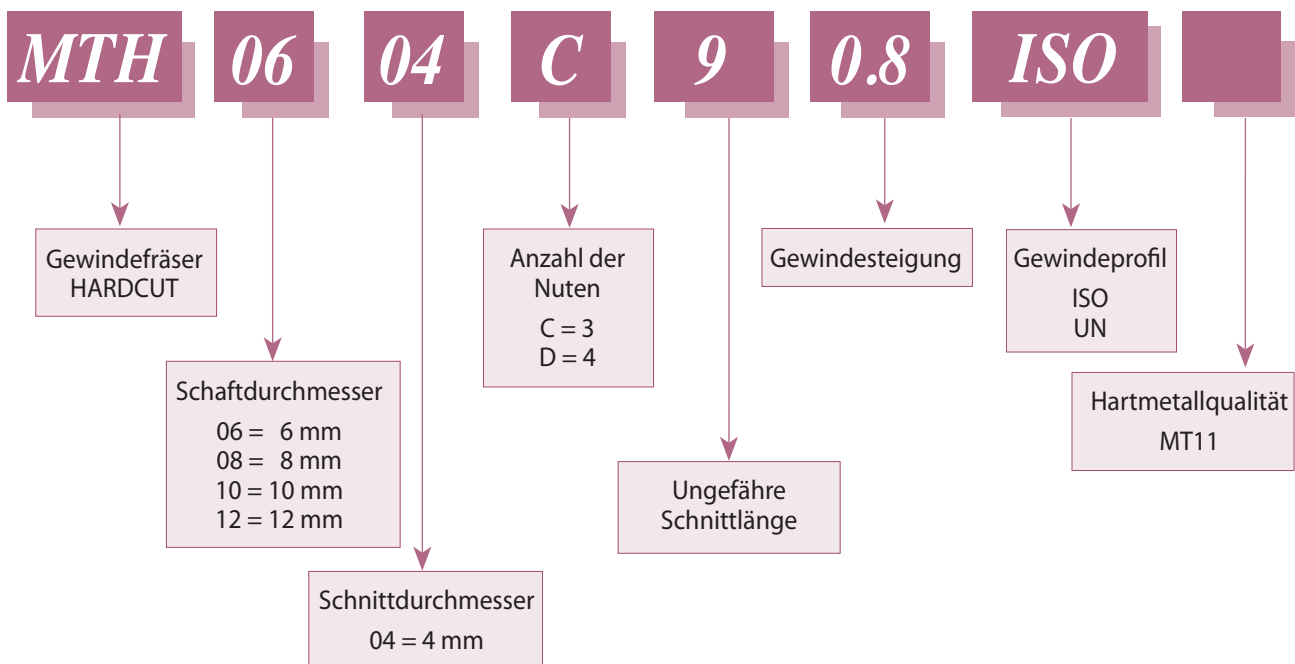 MTH 06 04 C 9 0.8 ISO
Gewindefräser
HARDCUT
Schaftdurchmesser
06 = 6 mm
08 = 8 mm
10 = 10 mm
12 = 12 mm
Schnittdurchmesser
04 = 4 mm
Anzahl der
Nuten
C = 3
D = 4
Ungefähre
Schnittlänge
Gewindesteigung
Gewindeprofil
ISO
UN
Hartmetallqualität
MT11